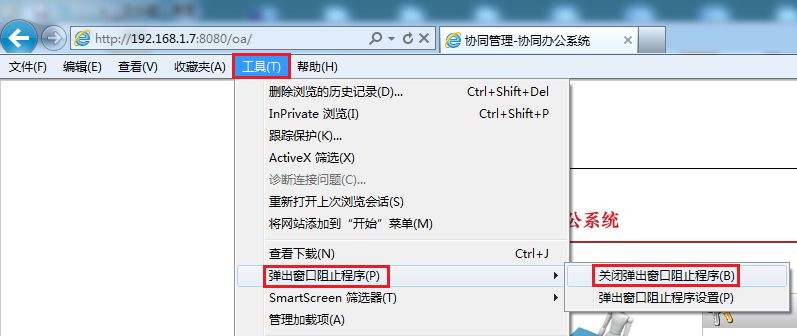 http://192.168.1.7:8080/oa/
协同管理-协同办公系统
文件(F) 编辑(E) 查看(V) 收藏夹(A) 工具(T) 帮助(H)
删除浏览的历史记录(D)... Ctrl+Shift+Del
InPrivate 浏览(I) Ctrl+Shift+P
跟踪保护(K)...
ActiveX 筛选(X)
诊断连接问题(C)...
重新打开上次浏览会话(S)
将网站添加到“开始”菜单(M)
公系统
查看下载(N) Ctrl+J
弹出窗口阻止程序(P)
关闭弹出窗口阻止程序(B)
SmartScreen 筛选器(T)
弹出窗口阻止程序设置(P)
管理加载项(A)